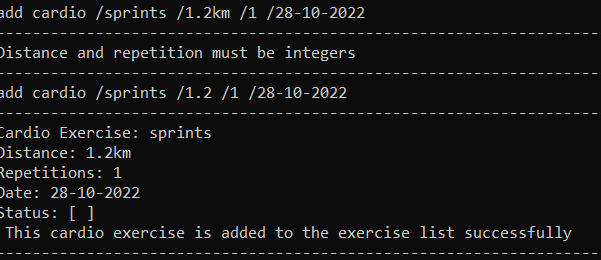 add cardio /sprints /1.2km /1 /28-10-2022
------------------------------------------------------------
Distance and repetition must be integers
------------------------------------------------------------
add cardio /sprints /1.2 /1 /28-10-2022
------------------------------------------------------------
Cardio Exercise: sprints
Distance: 1.2km
Repetitions: 1
Date: 28-10-2022
Status: [ ]
 This cardio exercise is added to the exercise list successfully
------------------------------------------------------------